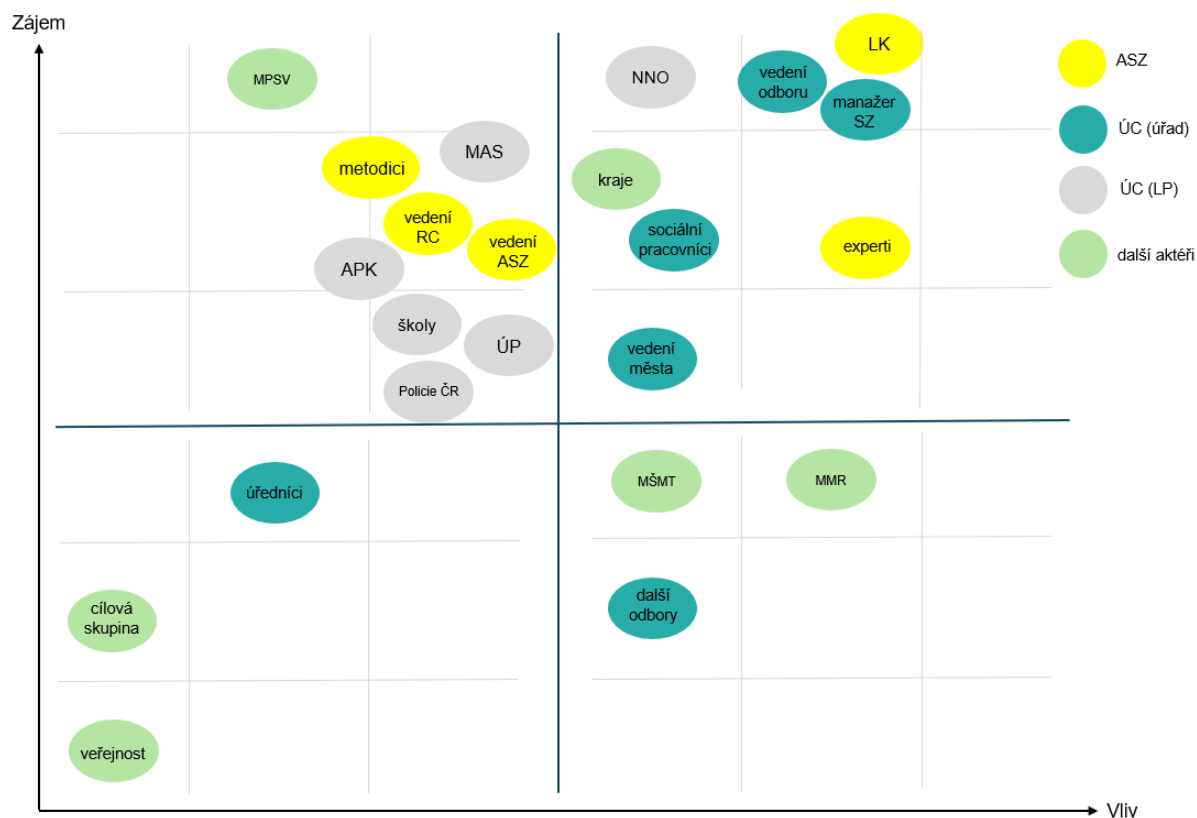 Zájem
MPSV
NNO
vedení
odboru
LK
manažer
SZ
ASZ
ÚC (úřad)
ÚC (LP)
další aktéři
metodici
MAS
vedení
RC
vedení
ASZ
APK
kraje
sociální
pracovníci
experti
školy
ÚP
Policie ČR
vedení
města
úředníci
MŠMT
MMR
cílová
skupina
další
odbory
veřejnost
Vliv